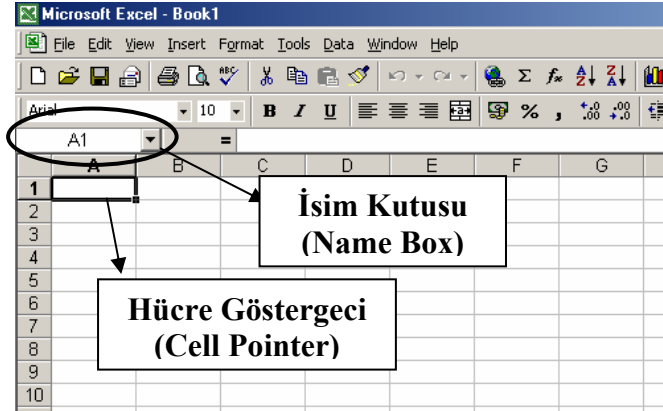 Microsoft Excel - Book1
File Edit View Insert Format Tools Data Window Help
Arial 10 B I U % ,
A1 =
A B C D E F G
1
2
3
4
5
6
7
8
9
10
İsim Kutusu
(Name Box)
Hücre Göstergeci
(Cell Pointer)